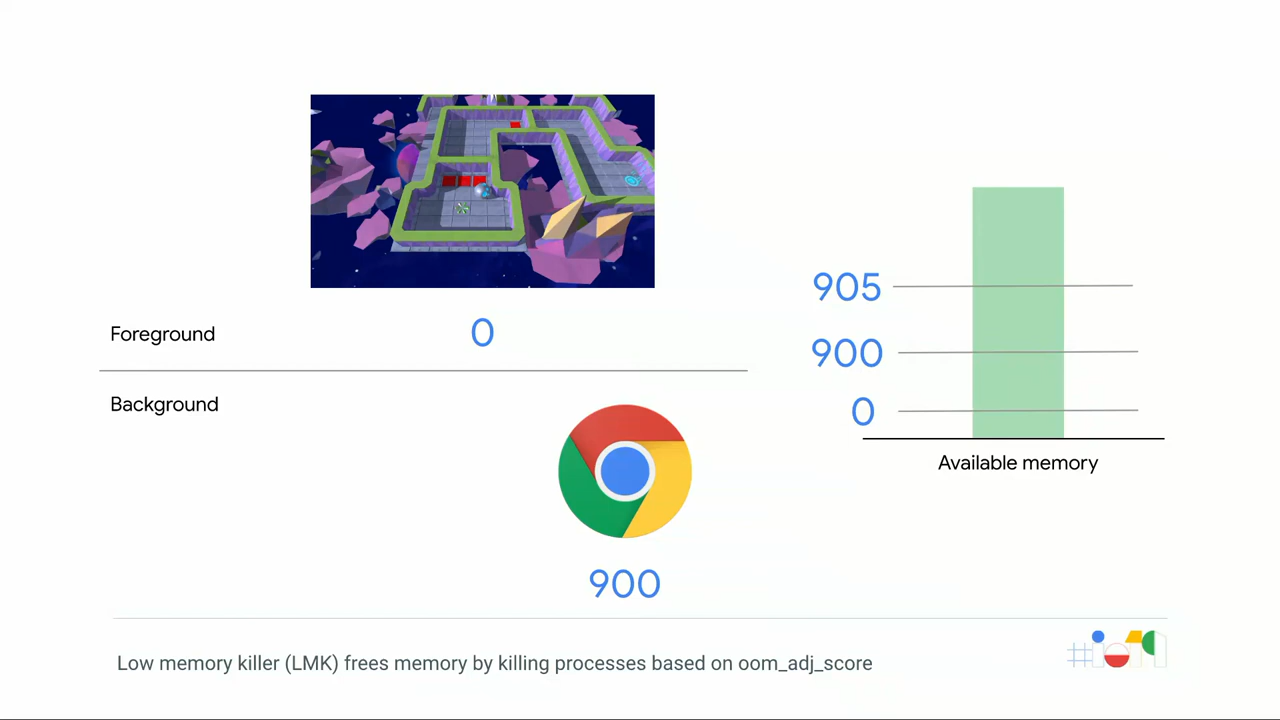 Foreground
0
Background
900
905
900
0
Available memory
Low memory killer (LMK) frees memory by killing processes based on oom_adj_score
#io19